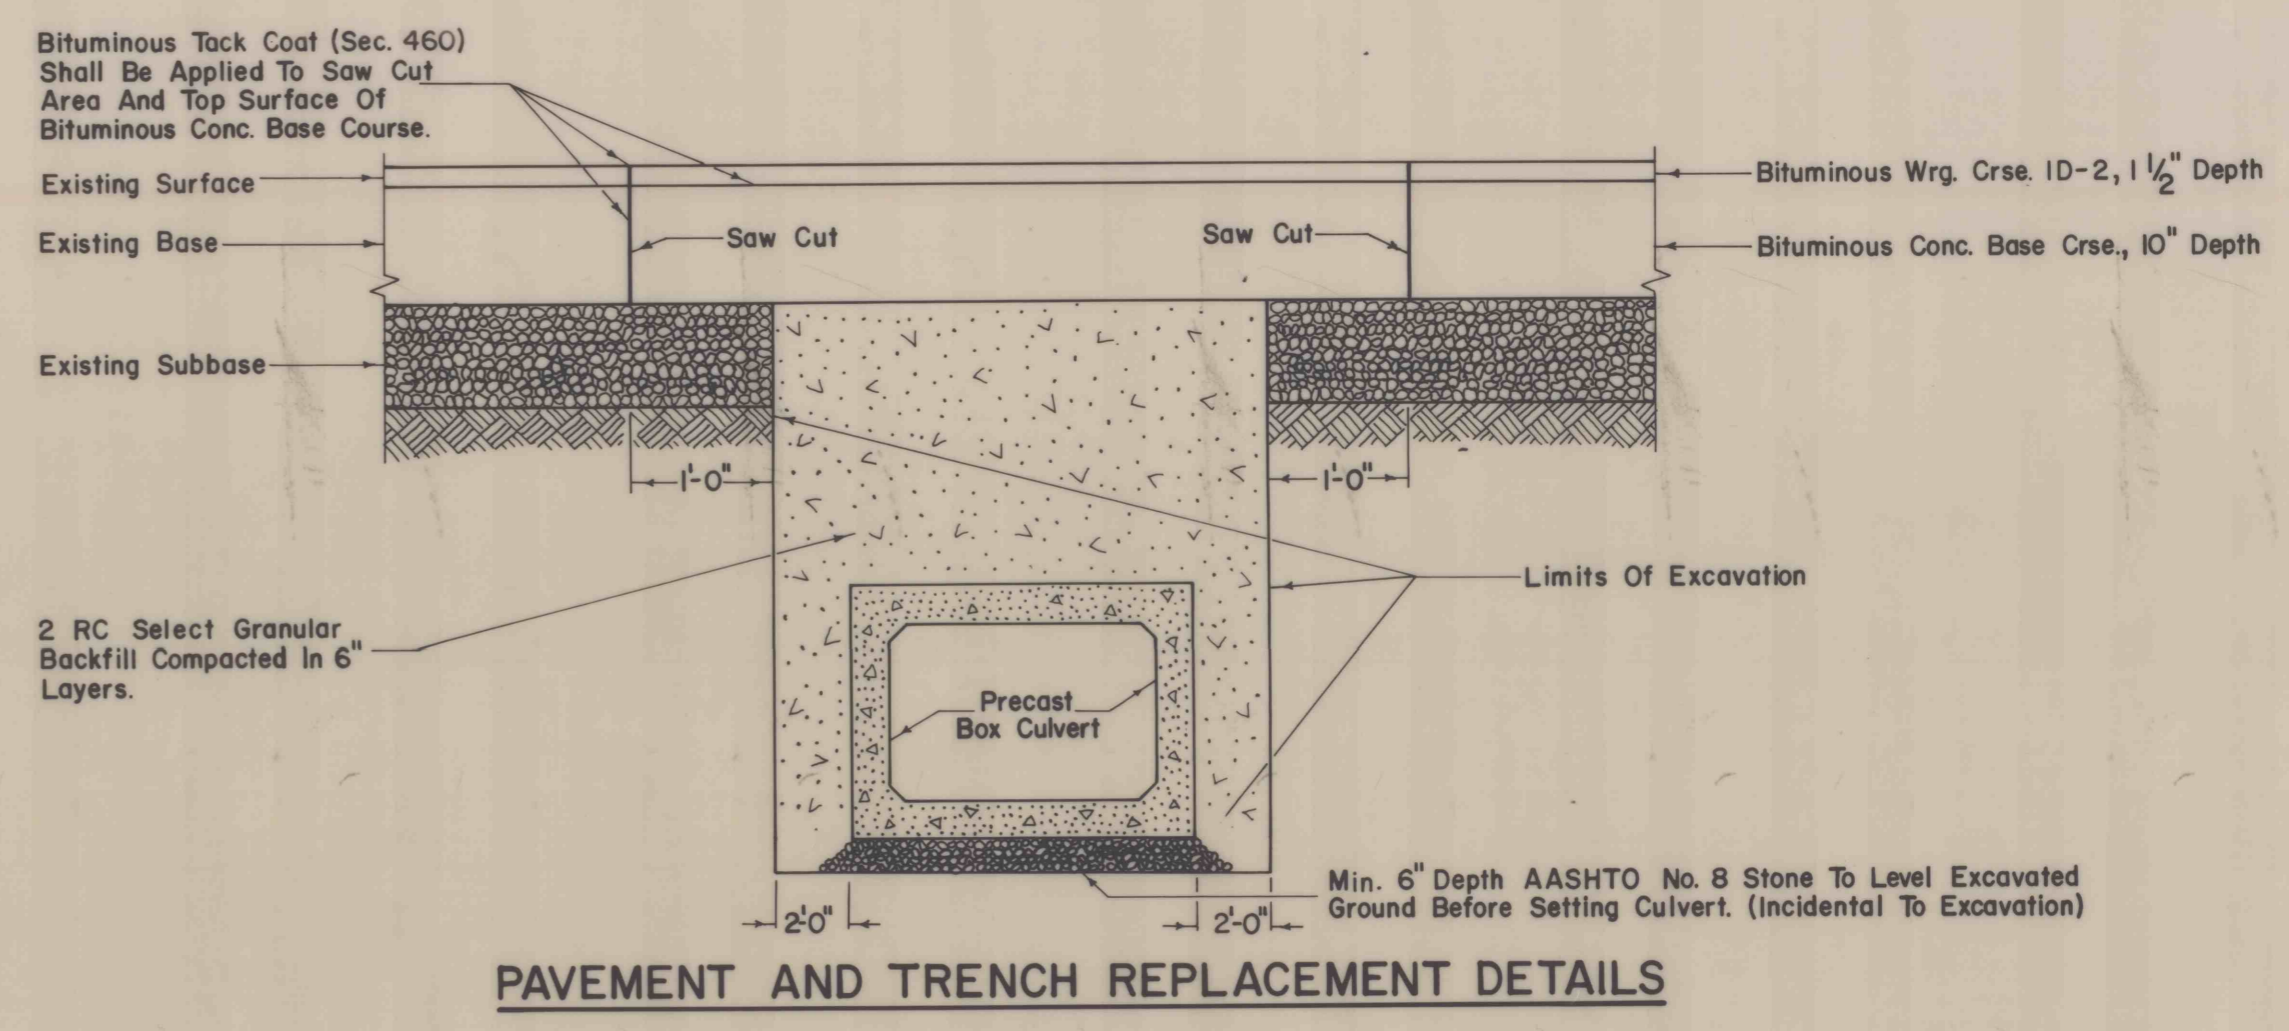 Bituminous Tack Coat (Sec. 460)
Shall Be Applied To Saw Cut
Area And Top Surface Of
Bituminous Conc. Base Course.
Existing Surface
Bituminous Wrg. Crse. ID-2, 1 1/2" Depth
Existing Base
Saw Cut
Saw Cut
Bituminous Conc. Base Crse., 10" Depth
Existing Subbase
1'-0"
1'-0"
Limits Of Excavation
2 RC Select Granular
Backfill Compacted In 6"
Layers.
Precast
Box Culvert
Min. 6" Depth AASHTO No. 8 Stone To Level Excavated
Ground Before Setting Culvert. (Incidental To Excavation)
2'-0"
2'-0"
PAVEMENT AND TRENCH REPLACEMENT DETAILS